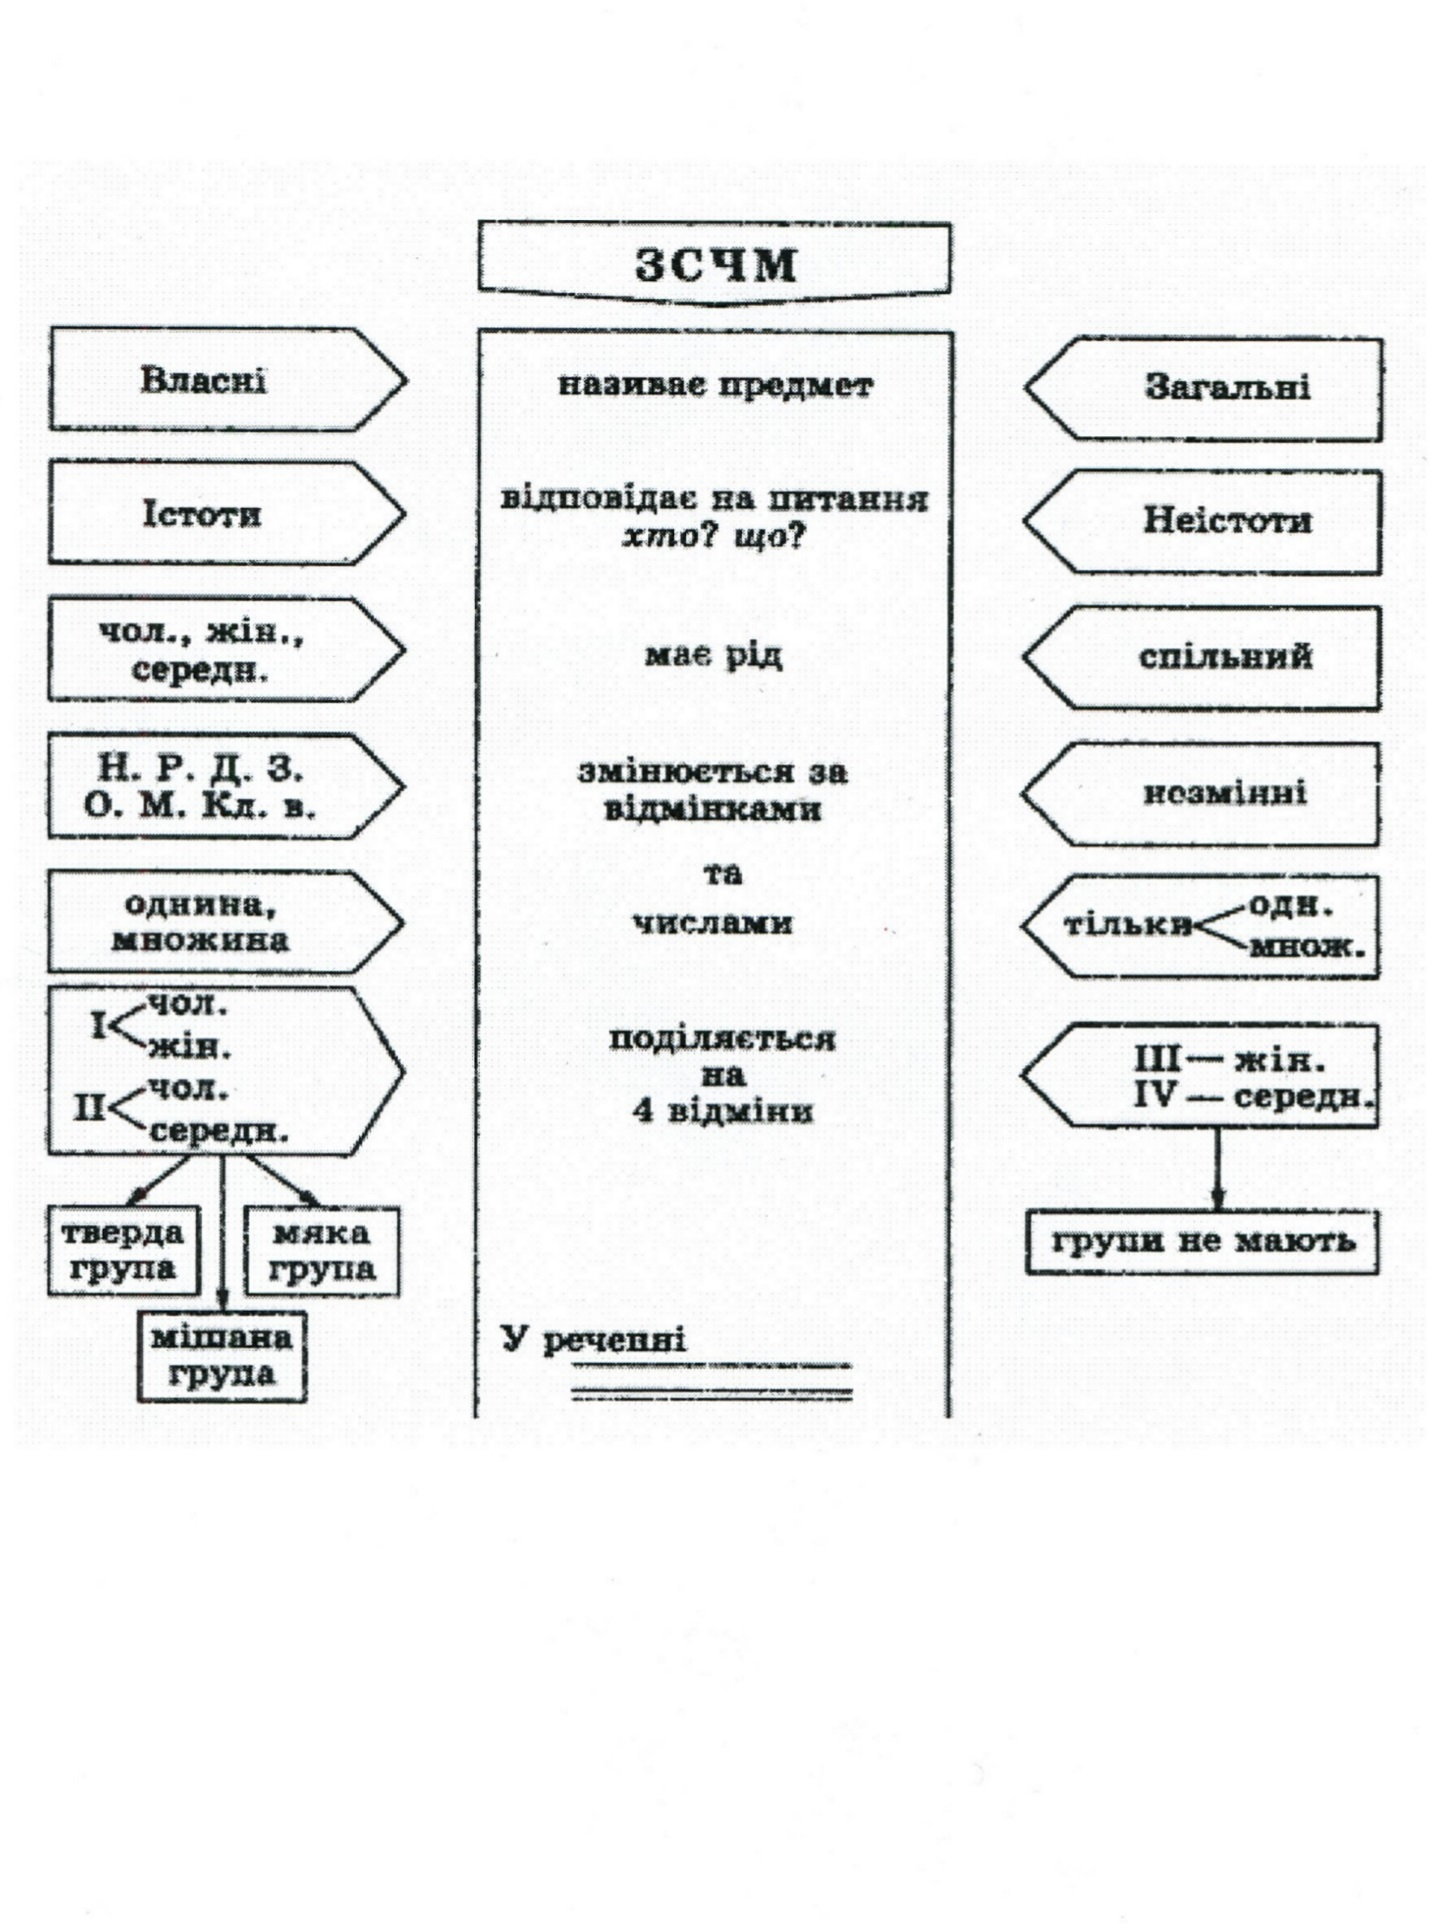 ЗСЧМ
Власні
називає предмет
Загальні
Істоти
відповідає на питання
хто? що?
Неістоти
чол., жін.,
середн.
має рід
спільний
Н. Р. Д. З.
О. М. Кл. в.
змінюється за
відмінками
незмінні
та
однина,
множина
числами
тільки
одн.
множ.
I
чол.
жін.
II
чол.
середн.
поділяється
на
4 відміни
III — жін.
IV — середн.
тверда
група
мяка
група
мішана
група
групи не мають
У реченні